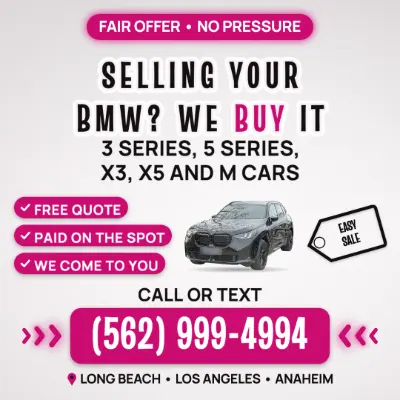 FAIR OFFER • NO PRESSURE
SELLING YOUR
BMW? WE BUY IT
3 SERIES, 5 SERIES,
X3, X5 AND M CARS
FREE QUOTE
PAID ON THE SPOT
WE COME TO YOU
EASY
SALE
CALL OR TEXT
(562) 999-4994
LONG BEACH • LOS ANGELES • ANAHEIM